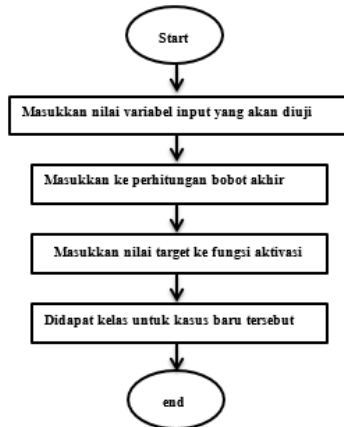 Start
Masukkan nilai variabel input yang akan diuji
Masukkan ke perhitungan bobot akhir
Masukkan nilai target ke fungsi aktivasi
Didapat kelas untuk kasus baru tersebut
end